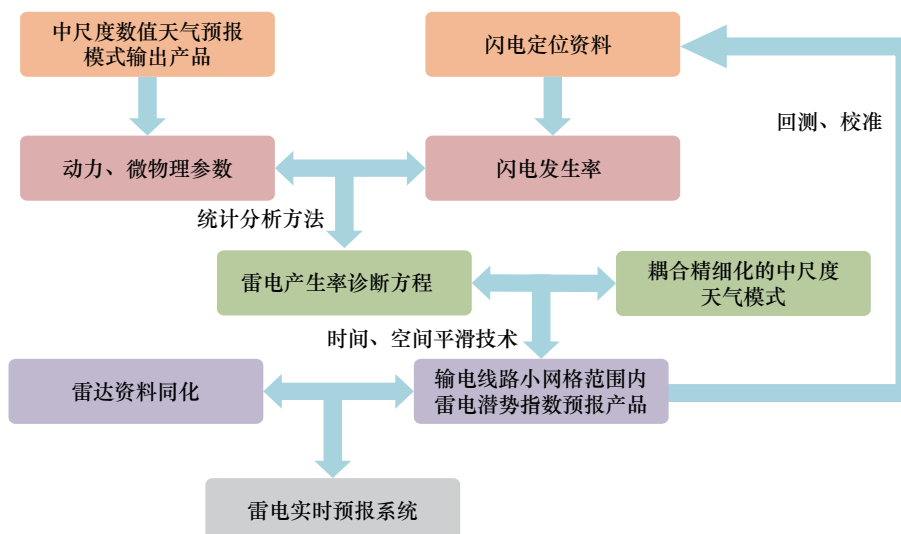 中尺度数值天气预报
模式输出产品
闪电定位资料
回测、校准
动力、微物理参数
闪电发生率
统计分析方法
雷电产生率诊断方程
耦合精细化的中尺度
天气模式
时间、空间平滑技术
雷达资料同化
输电线路小网格范围内
雷电潜势指数预报产品
雷电实时预报系统